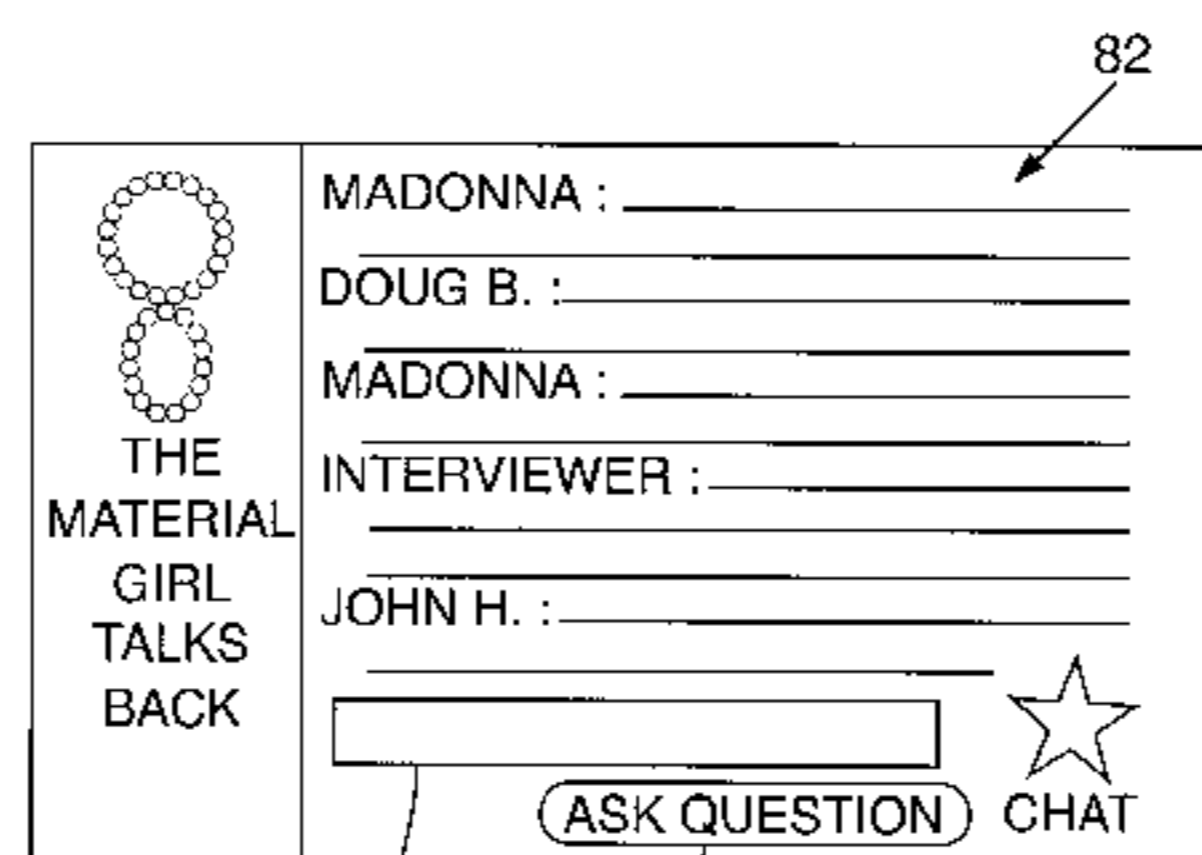 82
THE
MATERIAL
GIRL
TALKS
BACK
MADONNA :
DOUG B. :
MADONNA :
INTERVIEWER :
JOHN H. :
ASK QUESTION
CHAT